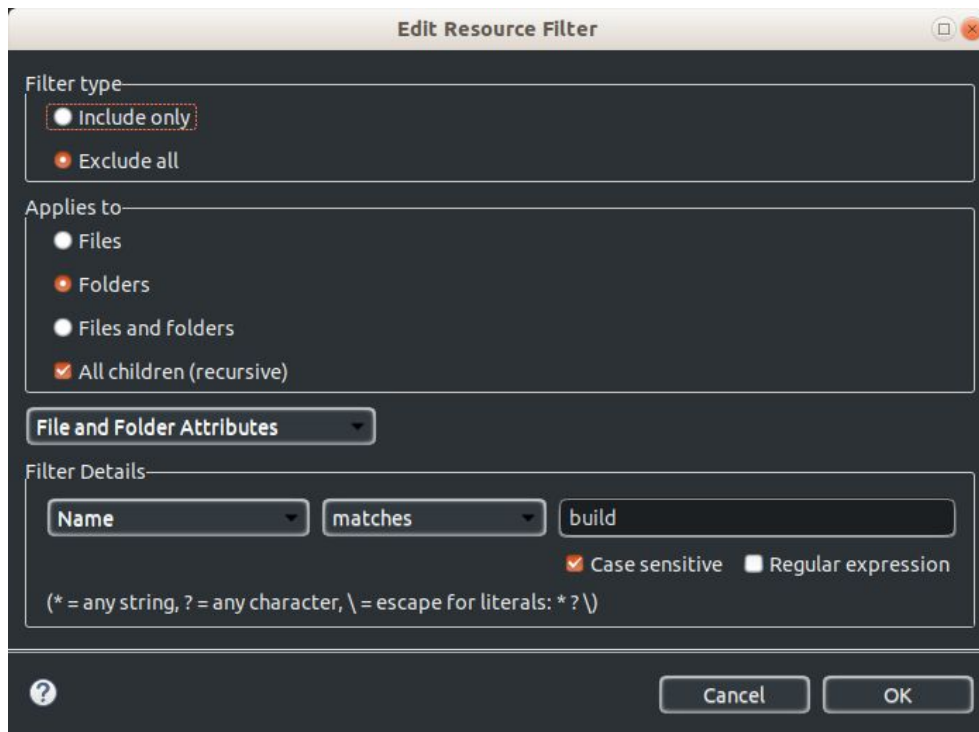 Edit Resource Filter
Filter type
Include only
Exclude all
Applies to
Files
Folders
Files and folders
All children (recursive)
File and Folder Attributes
Filter Details
Name matches build
Case sensitive Regular expression
(* = any string, ? = any character, \ = escape for literals: * ? \)
? Cancel OK